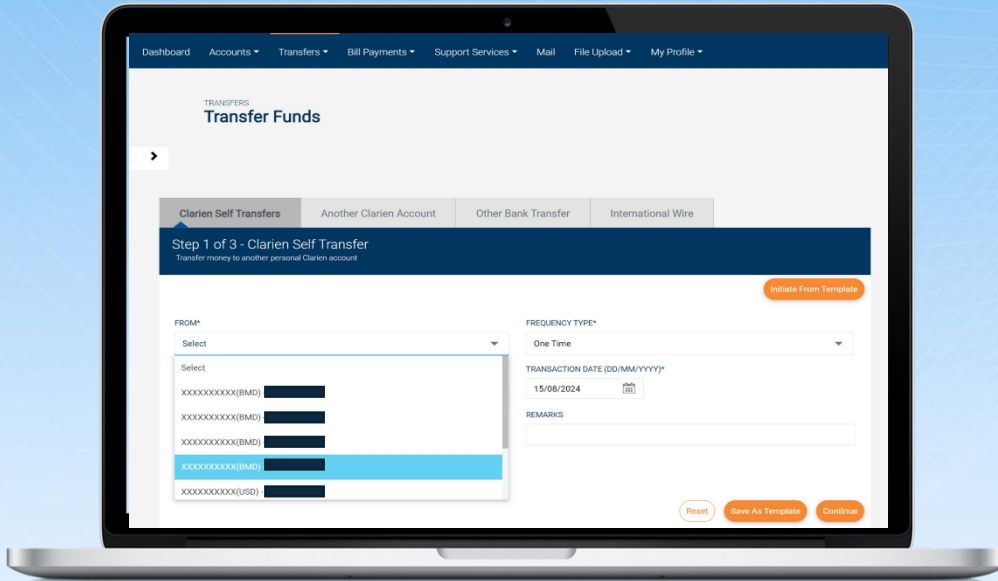 Dashboard Accounts Transfers Bill Payments Support Services Mail File Upload My Profile
TRANSFERS
Transfer Funds
Clarien Self Transfers Another Clarien Account Other Bank Transfer International Wire
Step 1 of 3 - Clarien Self Transfer
Transfer money to another personal Clarien account
Initiate From Template
FROM* FREQUENCY TYPE*
Select One Time
Select TRANSACTION DATE (DD/MM/YYYY)*
XXXXXXXXXX(BMD) - 15/08/2024
XXXXXXXXXX(BMD) - REMARKS
XXXXXXXXXX(BMD)
XXXXXXXXXX(BMD)
XXXXXXXXXX(USD) -
Reset Save As Template Continue